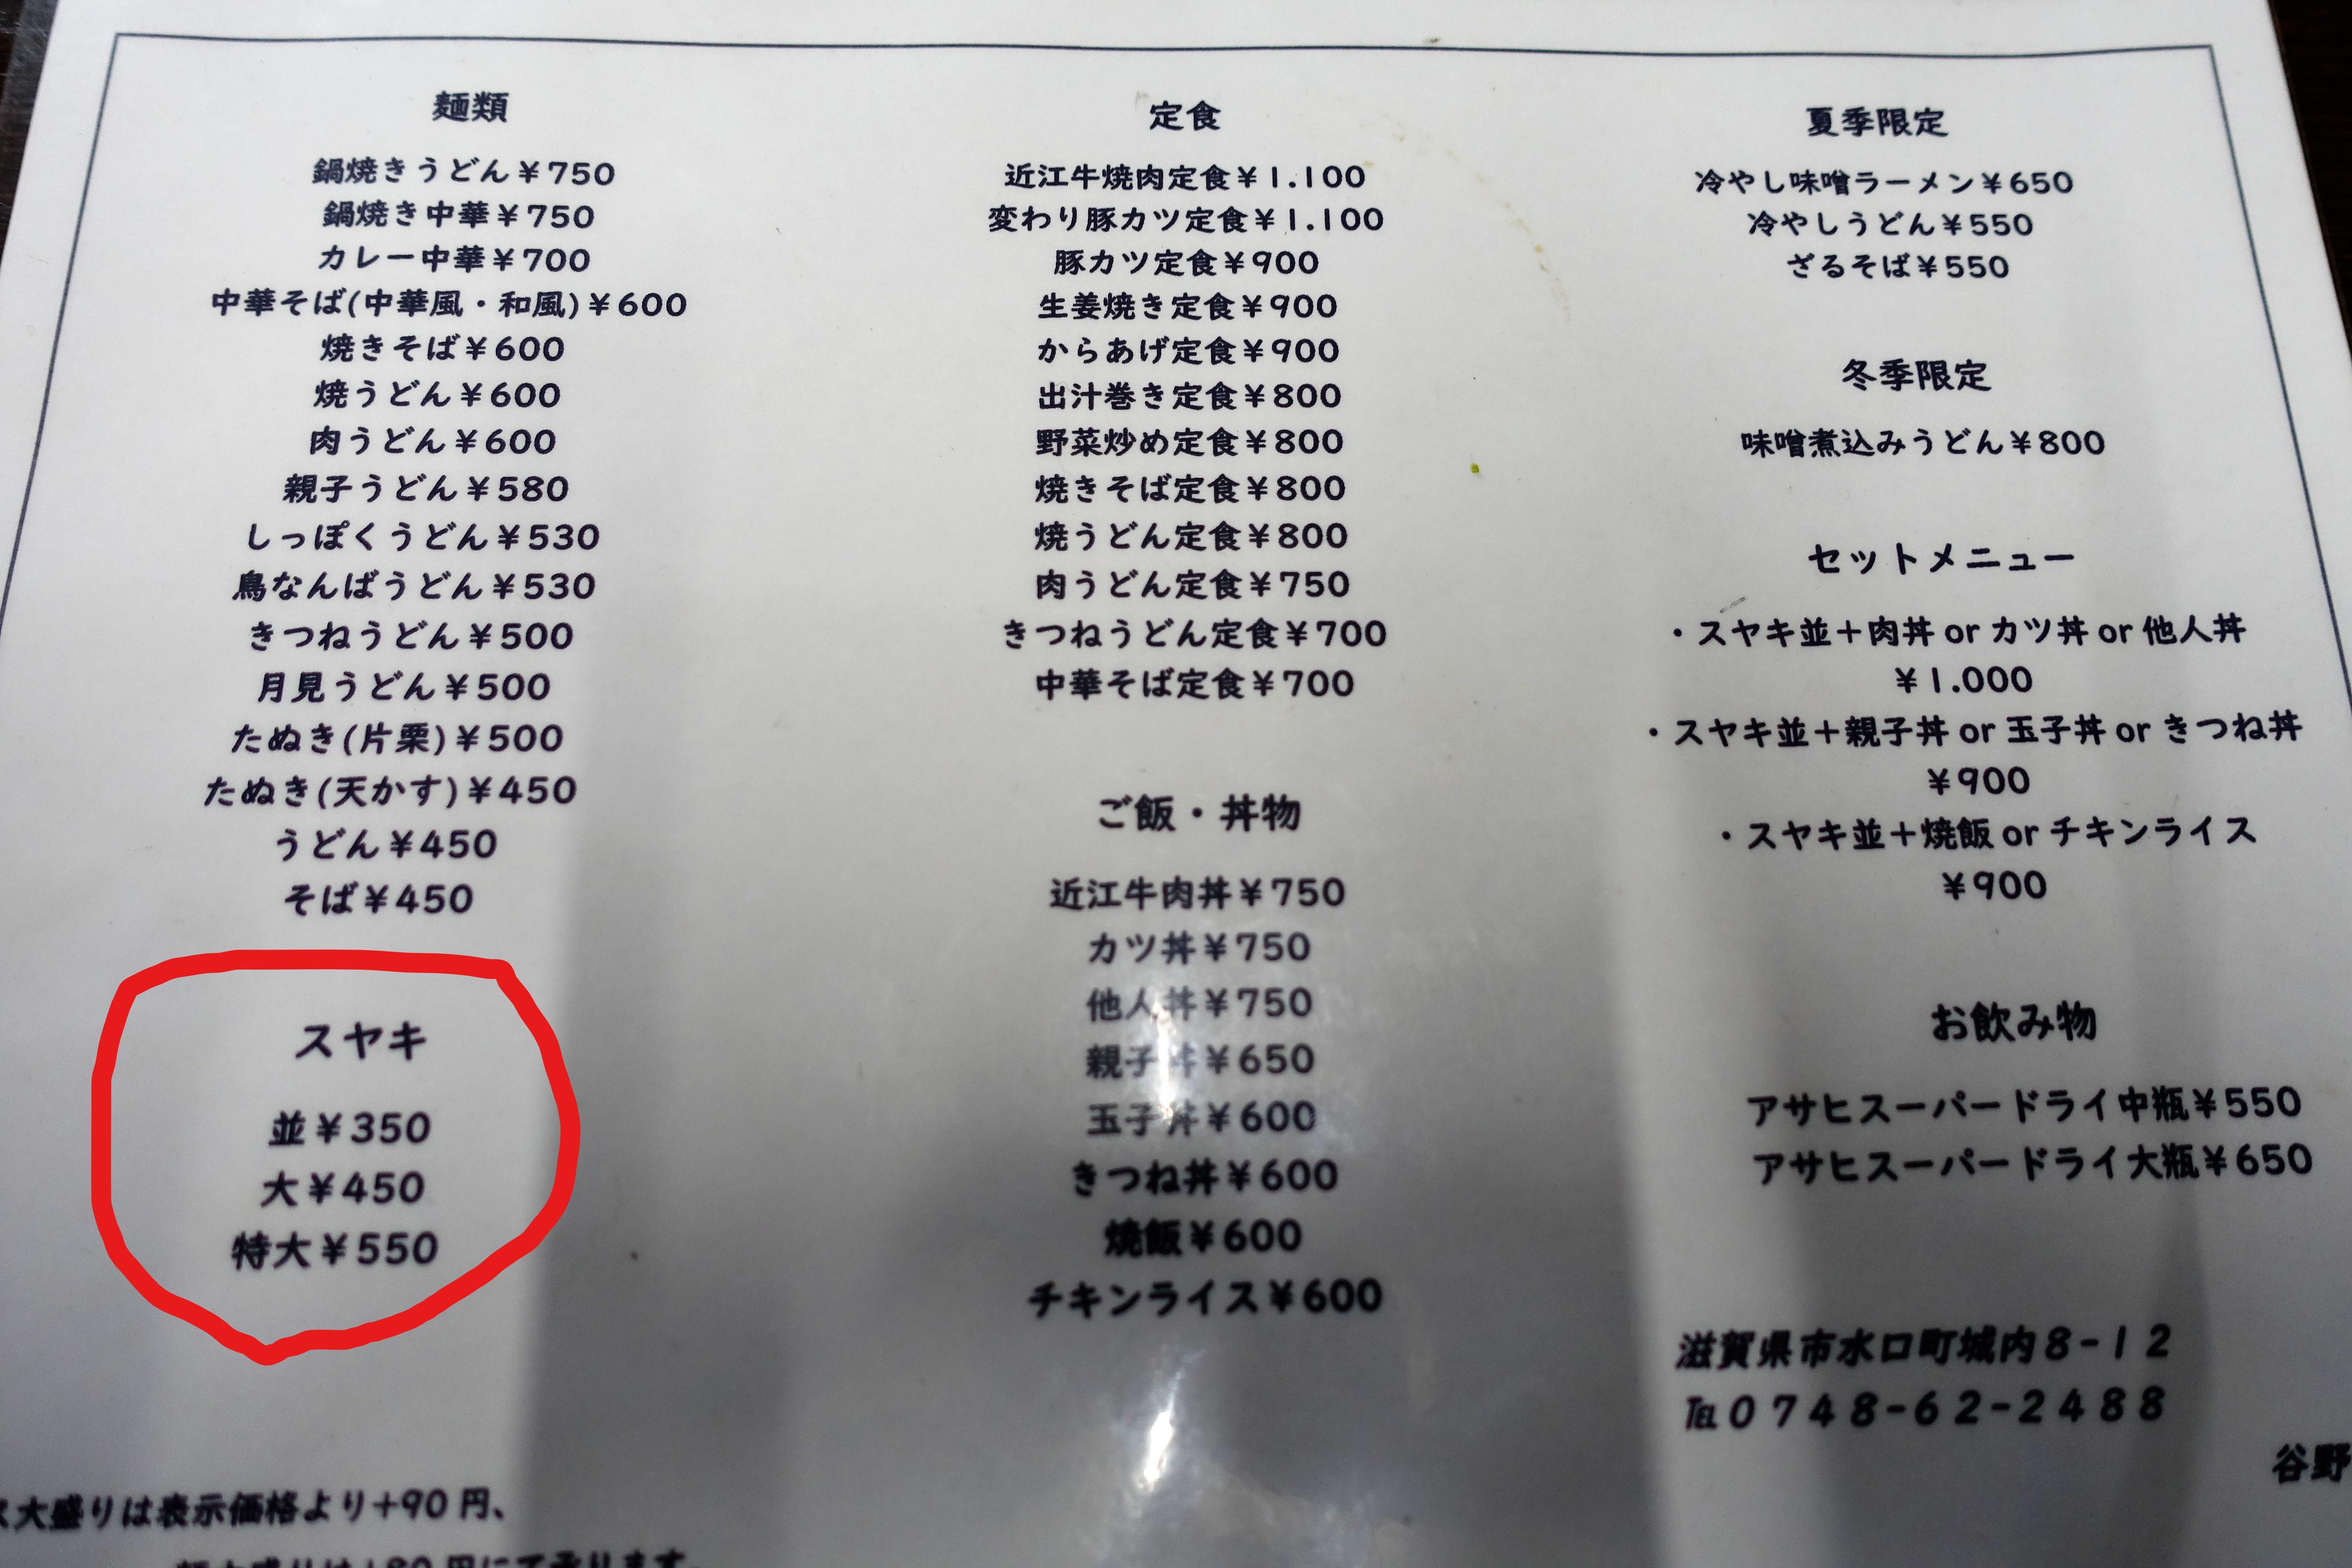 麺類
鍋焼きうどん¥750
鍋焼き中華¥750
カレー中華¥700
中華そば(中華風・和風)¥600
焼きそば¥600
焼うどん¥600
肉うどん¥600
親子うどん¥580
しっぽくうどん¥530
鳥なんばうどん¥530
きつねうどん¥500
月見うどん¥500
たぬき(片栗)¥500
たぬき(天かす)¥450
うどん¥450
そば¥450
スヤキ
並¥350
大¥450
特大¥550
大盛りは表示価格より+90円、
定食
近江牛焼肉定食¥1.100
変わり豚カツ定食¥1.100
豚カツ定食¥900
生姜焼き定食¥900
からあげ定食¥900
出汁巻き定食¥800
野菜炒め定食¥800
焼きそば定食¥800
焼うどん定食¥800
肉うどん定食¥750
きつねうどん定食¥700
中華そば定食¥700
ご飯・丼物
近江牛肉丼¥750
カツ丼¥750
他人丼¥750
親子丼¥650
玉子丼¥600
きつね丼¥600
焼飯¥600
チキンライス¥600
夏季限定
冷やし味噌ラーメン¥650
冷やしうどん¥550
ざるそば¥550
冬季限定
味噌煮込みうどん¥800
セットメニュー
・スヤキ並+肉丼 or カツ丼 or 他人丼
¥1.000
・スヤキ並+親子丼 or 玉子丼 or きつね丼
¥900
・スヤキ並+焼飯 or チキンライス
¥900
お飲み物
アサヒスーパードライ中瓶¥550
アサヒスーパードライ大瓶¥650
滋賀県市水口町城内8-12
℡0748-62-2488
谷野